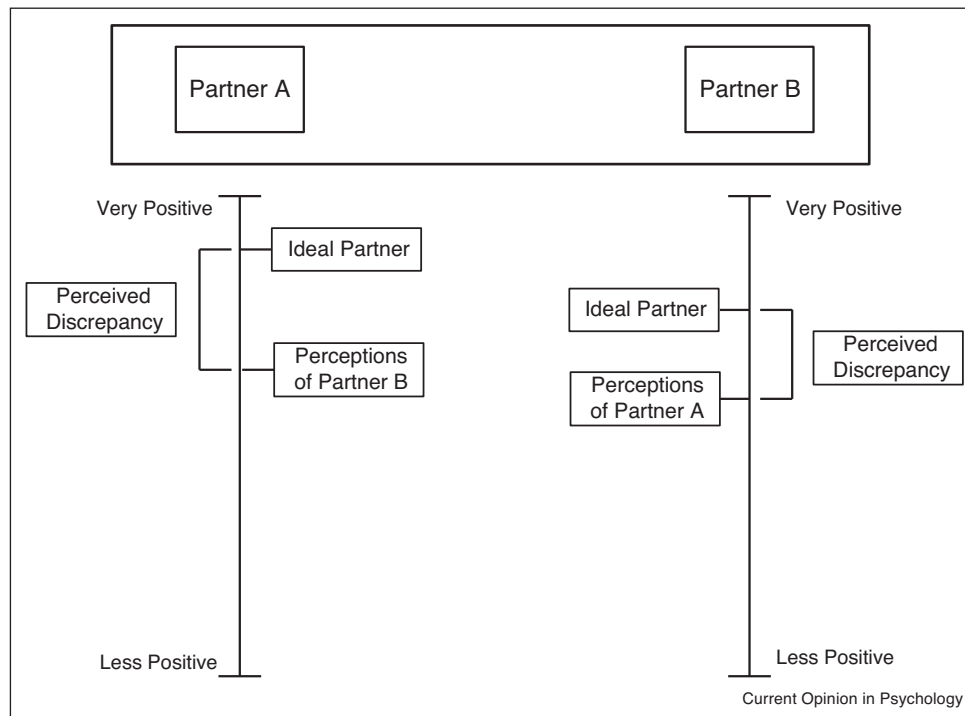 Partner A
Partner B
Very Positive
Ideal Partner
Perceived
Discrepancy
Perceptions
of Partner B
Less Positive
Very Positive
Ideal Partner
Perceived
Discrepancy
Perceptions
of Partner A
Less Positive
Current Opinion in Psychology